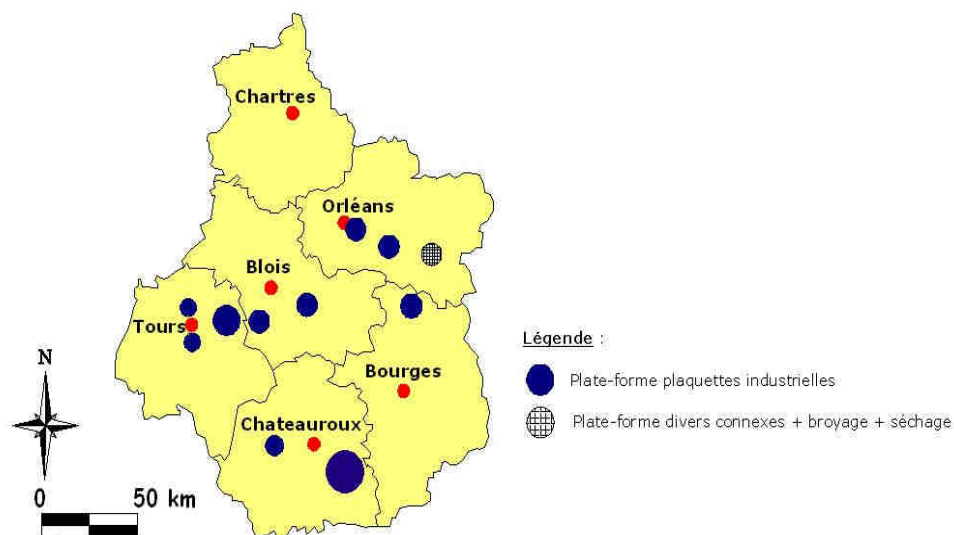 Chartres
Orléans
Blois
Tours
Bourges
Chateauroux
N
0 50 km
Légende :
Plate-forme plaquettes industrielles
Plate-forme divers connexes + broyage + séchage